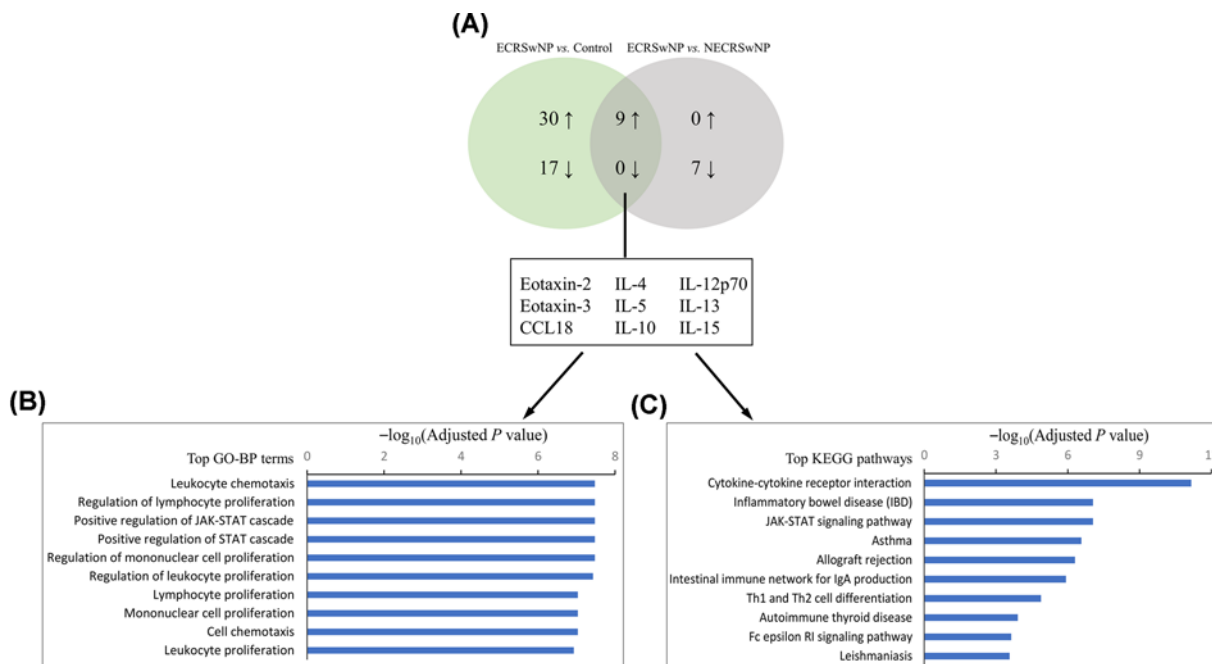 (A)
ECRSwNP vs. Control ECRSwNP vs. NECRSwNP
30 ↑ 9 ↑ 0 ↑
17 ↓ 0 ↓ 7 ↓
Eotaxin-2 IL-4 IL-12p70
Eotaxin-3 IL-5 IL-13
CCL18 IL-10 IL-15
(B)
−log10(Adjusted P value)
Top GO-BP terms
0 2 4 6 8
Leukocyte chemotaxis
Regulation of lymphocyte proliferation
Positive regulation of JAK-STAT cascade
Positive regulation of STAT cascade
Regulation of mononuclear cell proliferation
Regulation of leukocyte proliferation
Lymphocyte proliferation
Mononuclear cell proliferation
Cell chemotaxis
Leukocyte proliferation
(C)
−log10(Adjusted P value)
Top KEGG pathways
0 3 6 9
Cytokine-cytokine receptor interaction
Inflammatory bowel disease (IBD)
JAK-STAT signaling pathway
Asthma
Allograft rejection
Intestinal immune network for IgA production
Th1 and Th2 cell differentiation
Autoimmune thyroid disease
Fc epsilon RI signaling pathway
Leishmaniasis